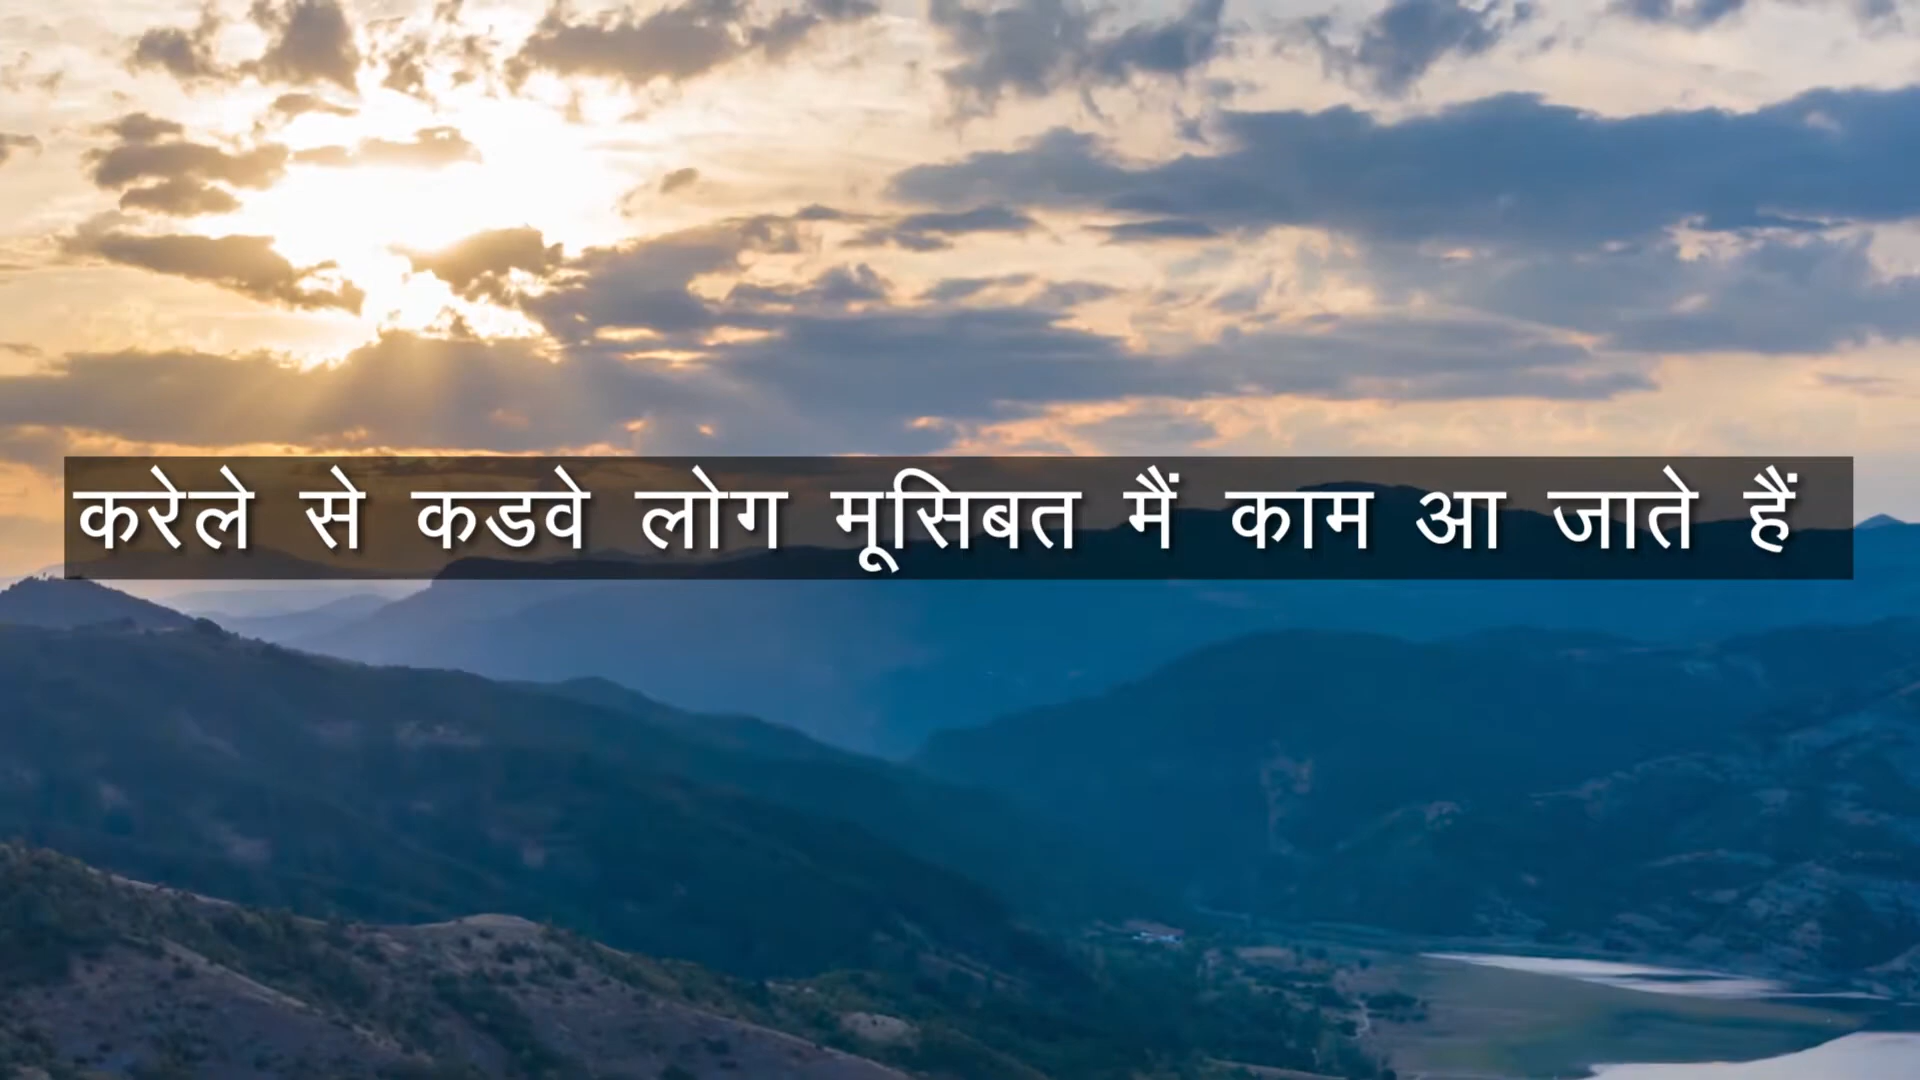 करेले से कडवे लोग मूसिबत मैं काम आ जाते हैं